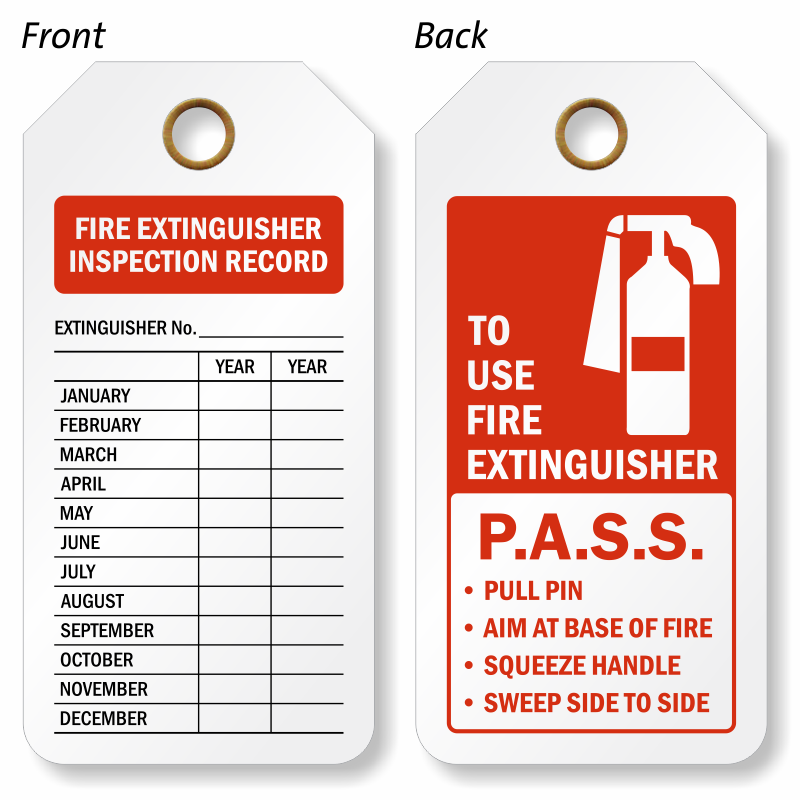 Front
FIRE EXTINGUISHER
INSPECTION RECORD
EXTINGUISHER No.
YEAR YEAR
JANUARY
FEBRUARY
MARCH
APRIL
MAY
JUNE
JULY
AUGUST
SEPTEMBER
OCTOBER
NOVEMBER
DECEMBER
Back
TO
USE
FIRE
EXTINGUISHER
P.A.S.S.
• PULL PIN
• AIM AT BASE OF FIRE
• SQUEEZE HANDLE
• SWEEP SIDE TO SIDE